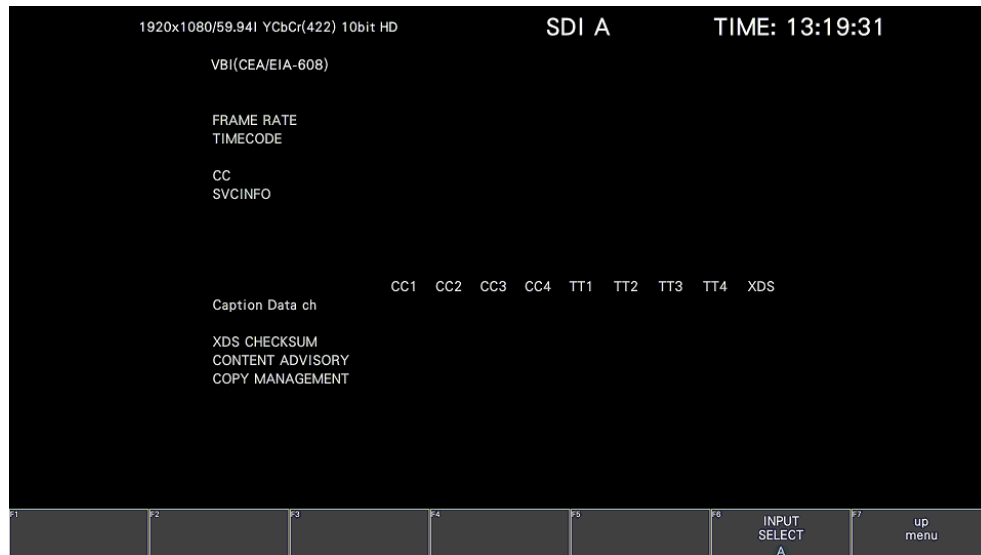 1920x1080/59.94I YCbCr(422) 10bit HD SDI A TIME: 13:19:31
VBI(CEA/EIA-608)
FRAME RATE
TIMECODE
CC
SVCINFO
CC1 CC2 CC3 CC4 TT1 TT2 TT3 TT4 XDS
Caption Data ch
XDS CHECKSUM
CONTENT ADVISORY
COPY MANAGEMENT
F1 F2 F3 F4 F5 F6 INPUT F7 up
SELECT menu
A